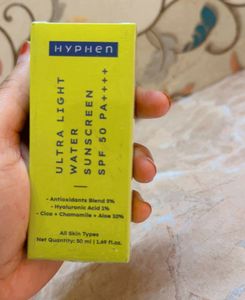 HYPHEN
ULTRA LIGHT
WATER
SUNSCREEN
SPF 50 PA++++
- Antioxidants Blend 5%
- Hyaluronic Acid 1%
- Cica + Chamomile + Aloe 10%
All Skin Types
Net Quantity: 50 ml | 1.69 fl.oz.